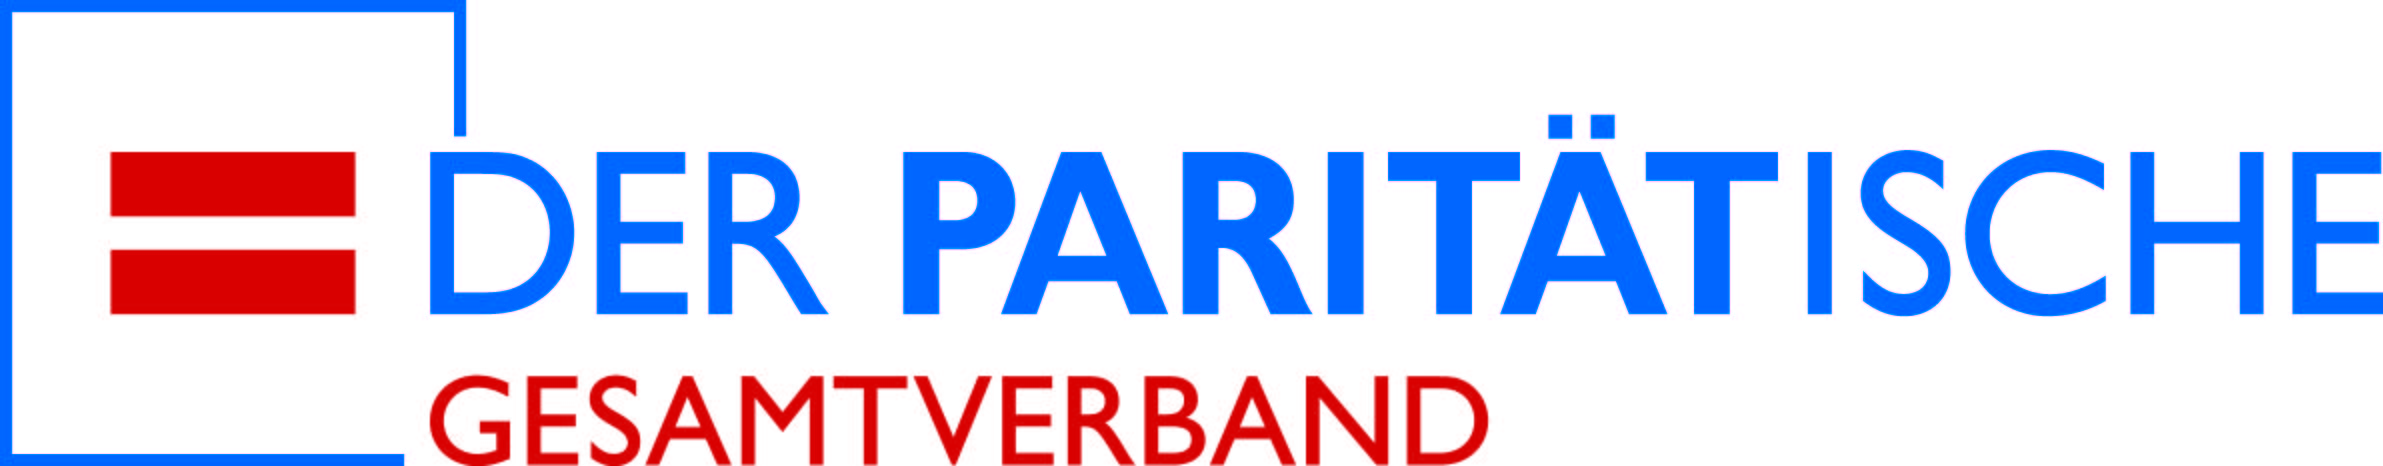 DER PARITÄTISCHE
GESAMTVERBAND